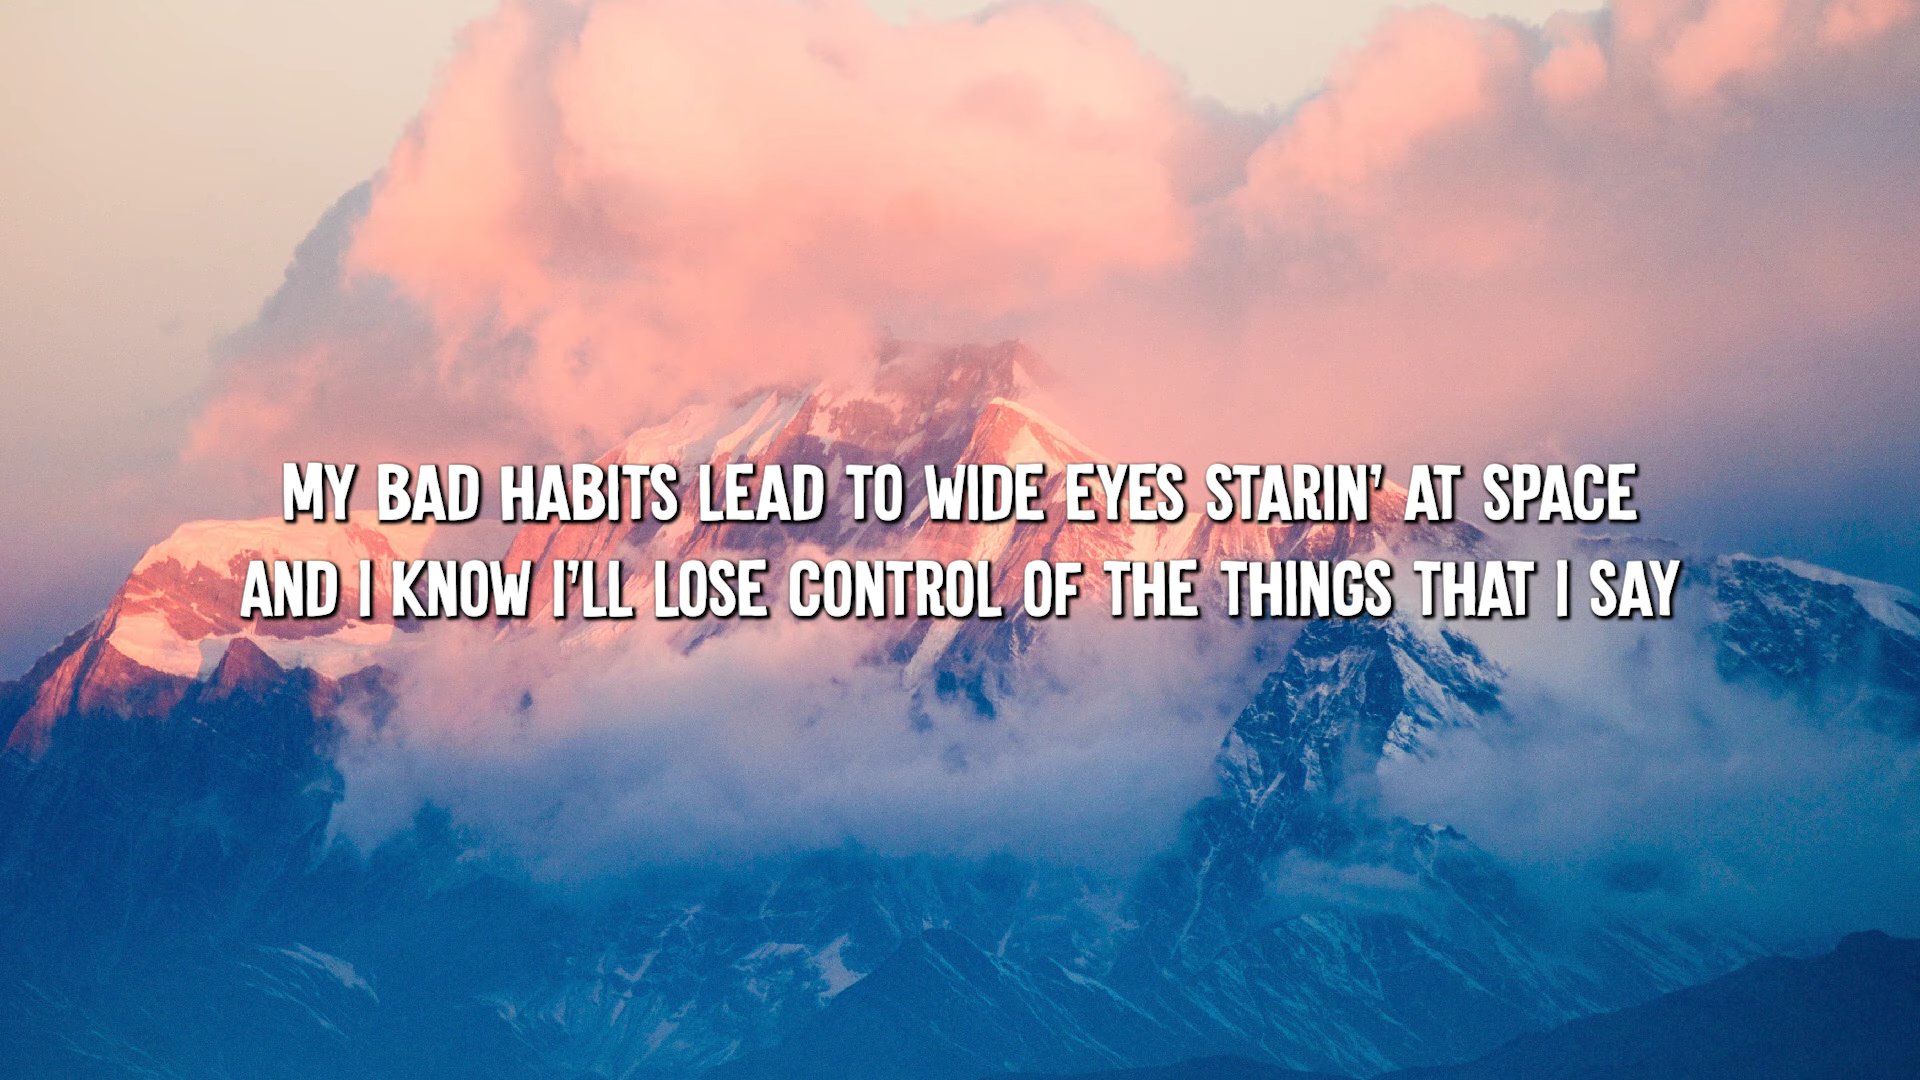 MY BAD HABITS LEAD TO WIDE EYES STARIN' AT SPACE
AND I KNOW I'LL LOSE CONTROL OF THE THINGS THAT I SAY